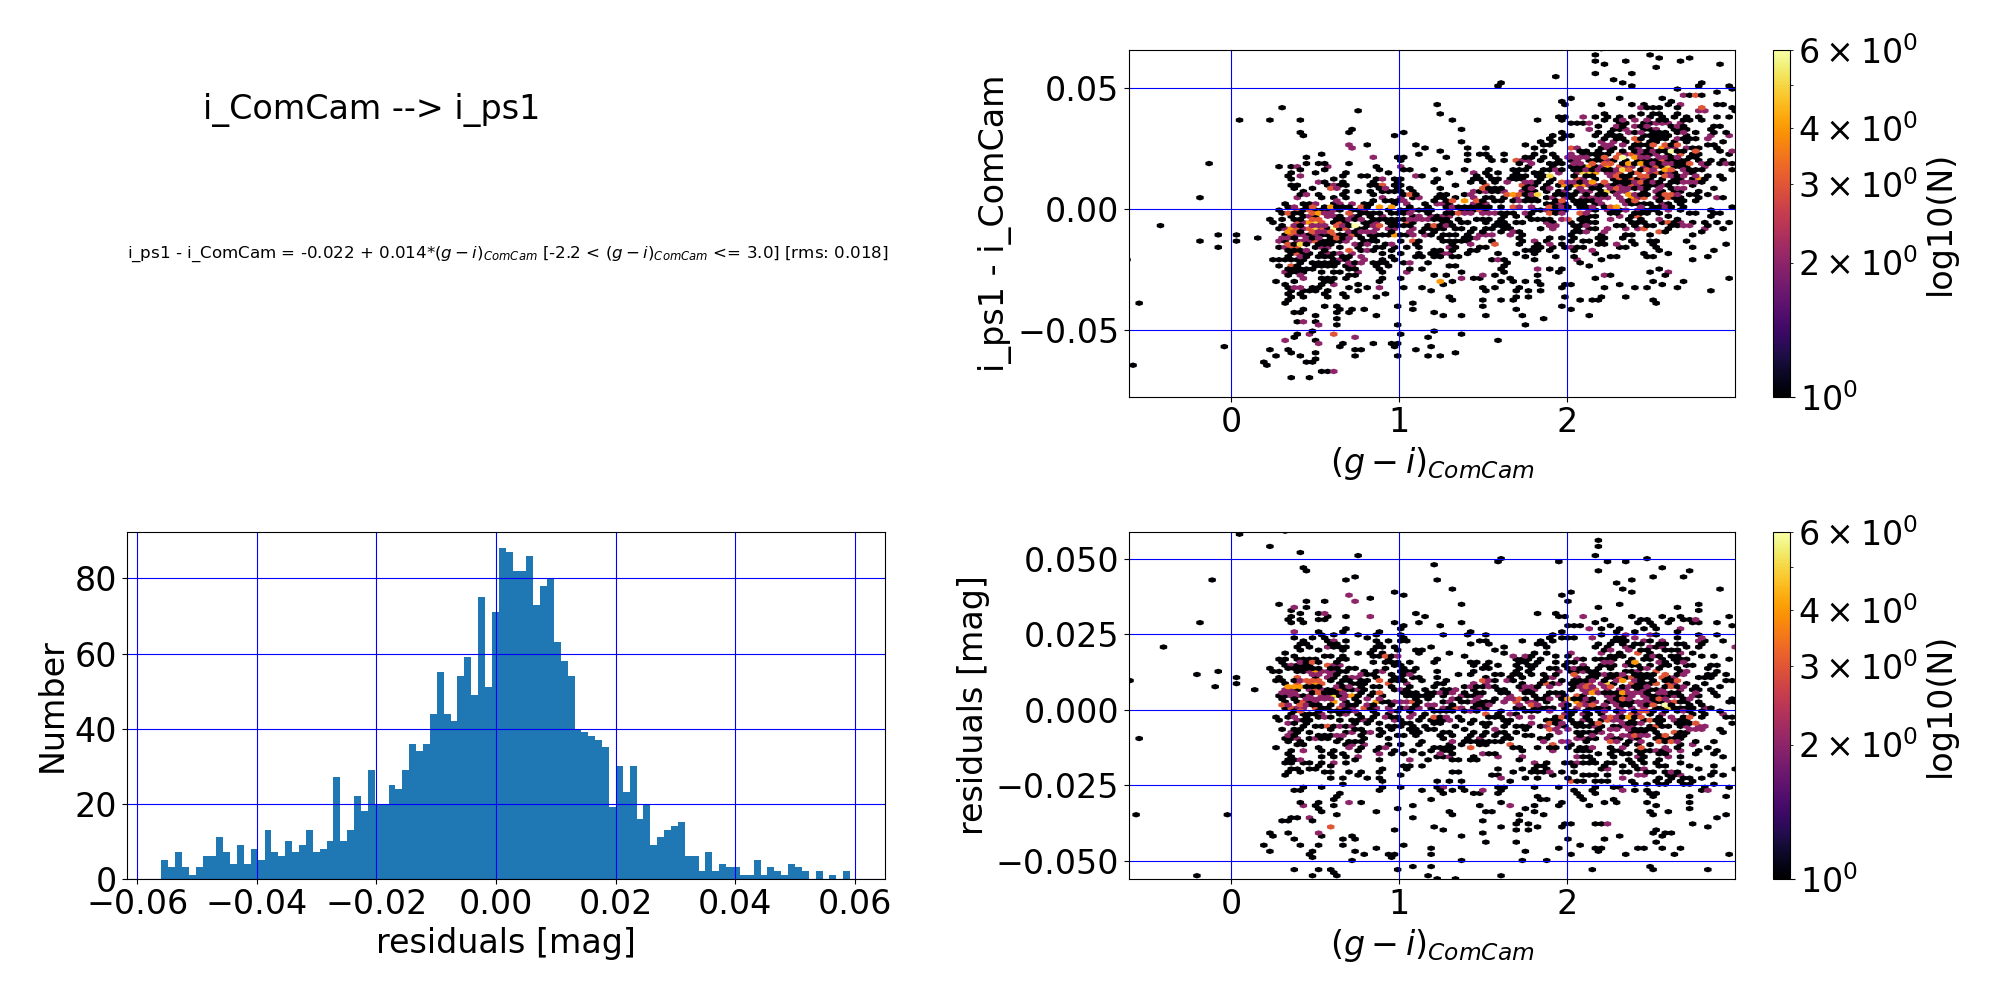 i_ComCam --> i_ps1
i_ps1 - i_ComCam = -0.022 + 0.014*(g − i)ComCam [-2.2 < (g − i)ComCam <= 3.0] [rms: 0.018]
i_ps1 - i_ComCam
0.05
0.00
−0.05
0 1 2
(g − i)ComCam
6 × 10⁰
4 × 10⁰
3 × 10⁰
2 × 10⁰
10⁰
log10(N)
Number
80
60
40
20
0
−0.06 −0.04 −0.02 0.00 0.02 0.04 0.06
residuals [mag]
residuals [mag]
0.050
0.025
0.000
−0.025
−0.050
0 1 2
(g − i)ComCam
6 × 10⁰
4 × 10⁰
3 × 10⁰
2 × 10⁰
10⁰
log10(N)